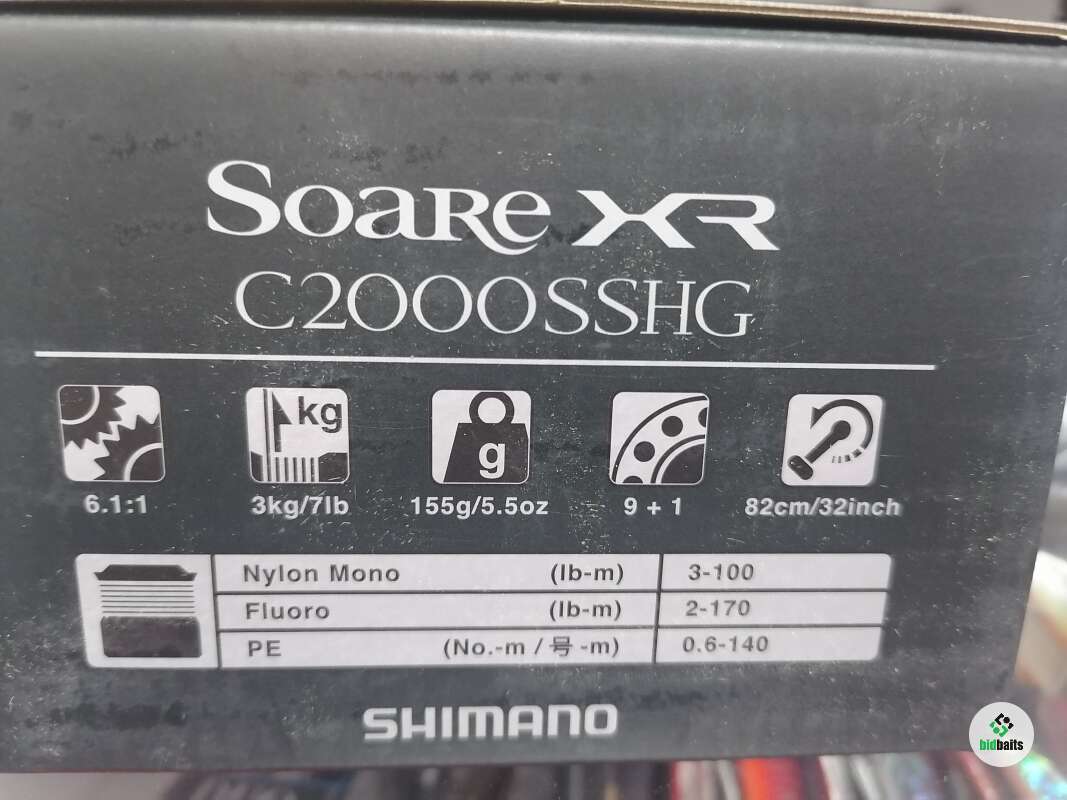 SOARE XR
C2000SSHG
kg
g
6.1:1
3kg/7lb
155g/5.5oz
9 + 1
82cm/32inch
Nylon Mono (lb-m) 3-100
Fluoro (lb-m) 2-170
PE (No.-m / 号 -m) 0.6-140
SHIMANO
bidbaits